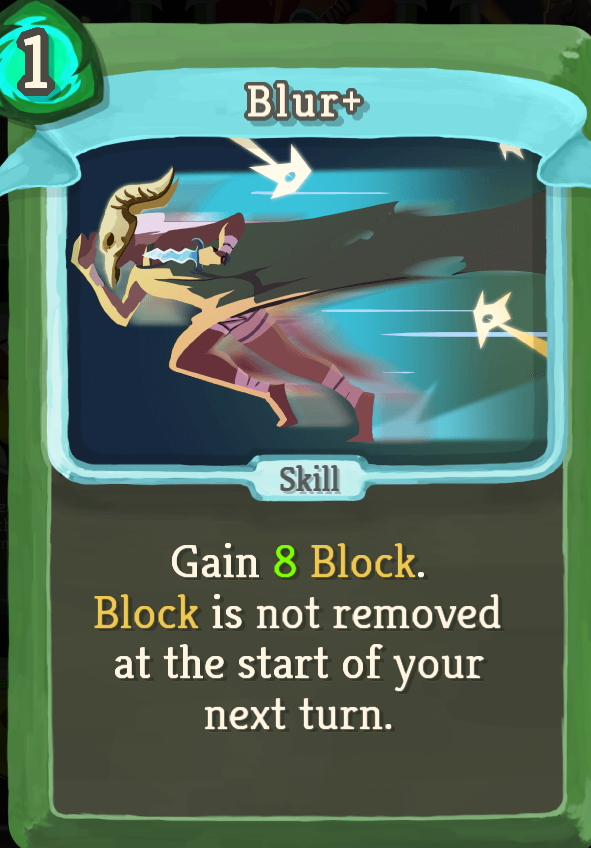 1
Blur+
Skill
Gain 8 Block.
Block is not removed
at the start of your
next turn.